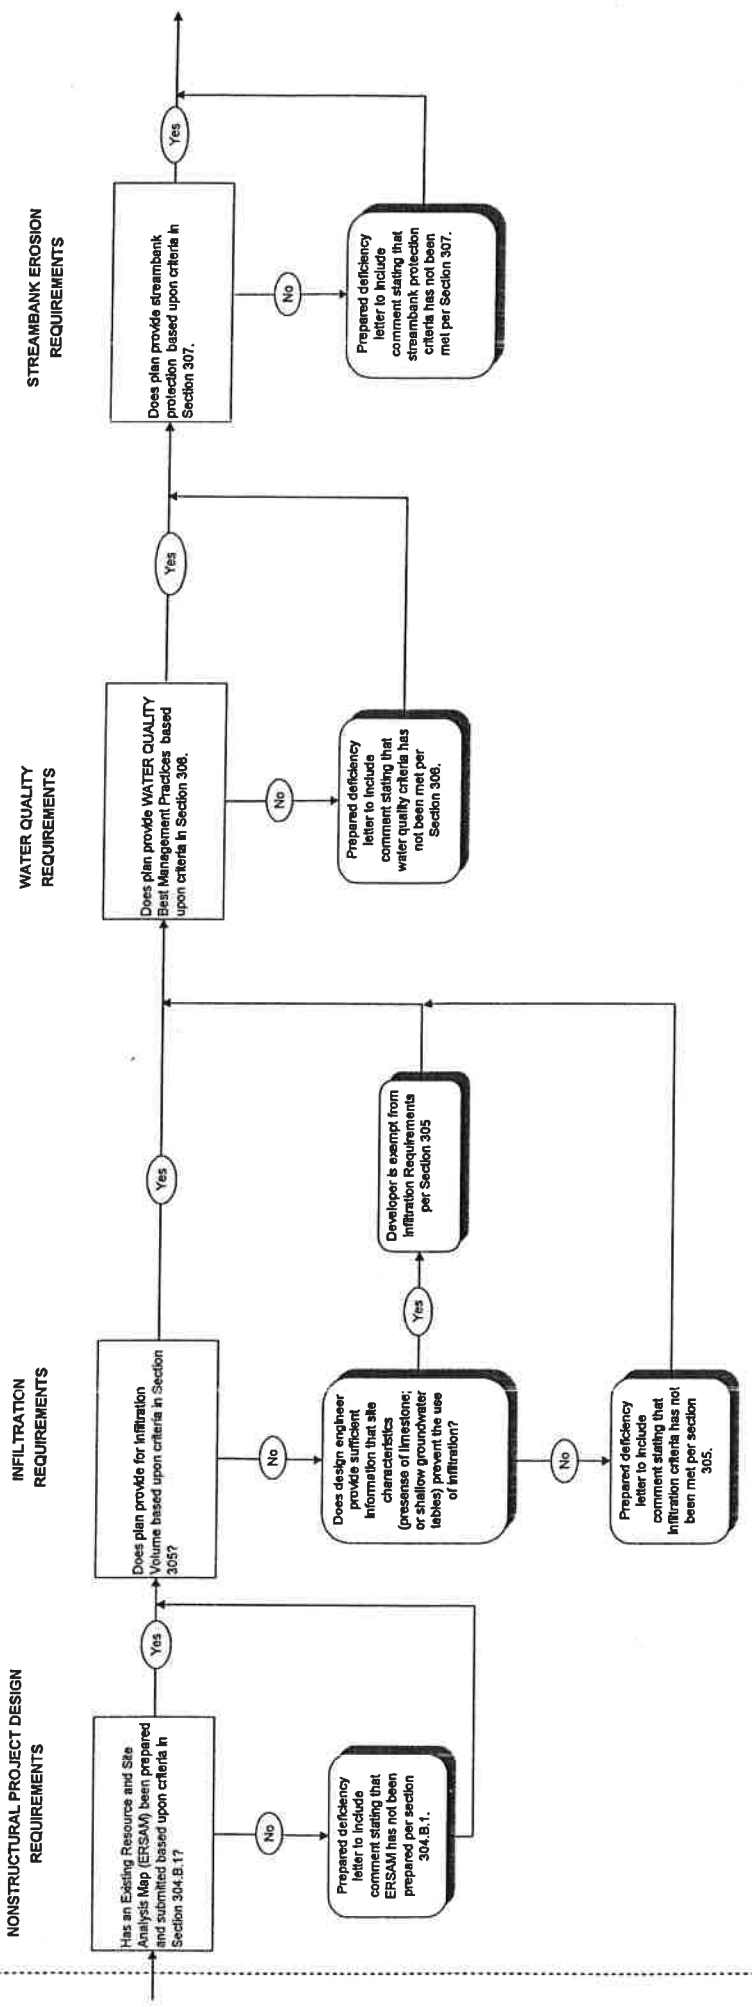 NONSTRUCTURAL PROJECT DESIGN
REQUIREMENTS
Has an Existing Resource and Site
Analysis Map (ERSAM) been prepared
and submitted based upon criteria in
Section 304.B.1?
Yes
No
Prepared deficiency
letter to include
comment stating that
ERSAM has not been
prepared per section
304.B.1.
INFILTRATION
REQUIREMENTS
Does plan provide for Infiltration
Volume based upon criteria in Section
305?
Yes
No
Does design engineer
provide sufficient
information that site
characteristics
(presense of limestone;
or shallow groundwater
tables) prevent the use
of infiltration?
Yes
Developer is exempt from
Infiltration Requirements
per Section 305
No
Prepared deficiency
letter to include
comment stating that
infiltration criteria has not
been met per section
305.
WATER QUALITY
REQUIREMENTS
Does plan provide WATER QUALITY
Best Management Practices based
upon criteria in Section 306.
Yes
No
Prepared deficiency
letter to include
comment stating that
water quality criteria has
not been met per
Section 306.
STREAMBANK EROSION
REQUIREMENTS
Does plan provide streambank
protection based upon criteria in
Section 307.
Yes
No
Prepared deficiency
letter to include
comment stating that
streambank protection
criteria has not been
met per Section 307.